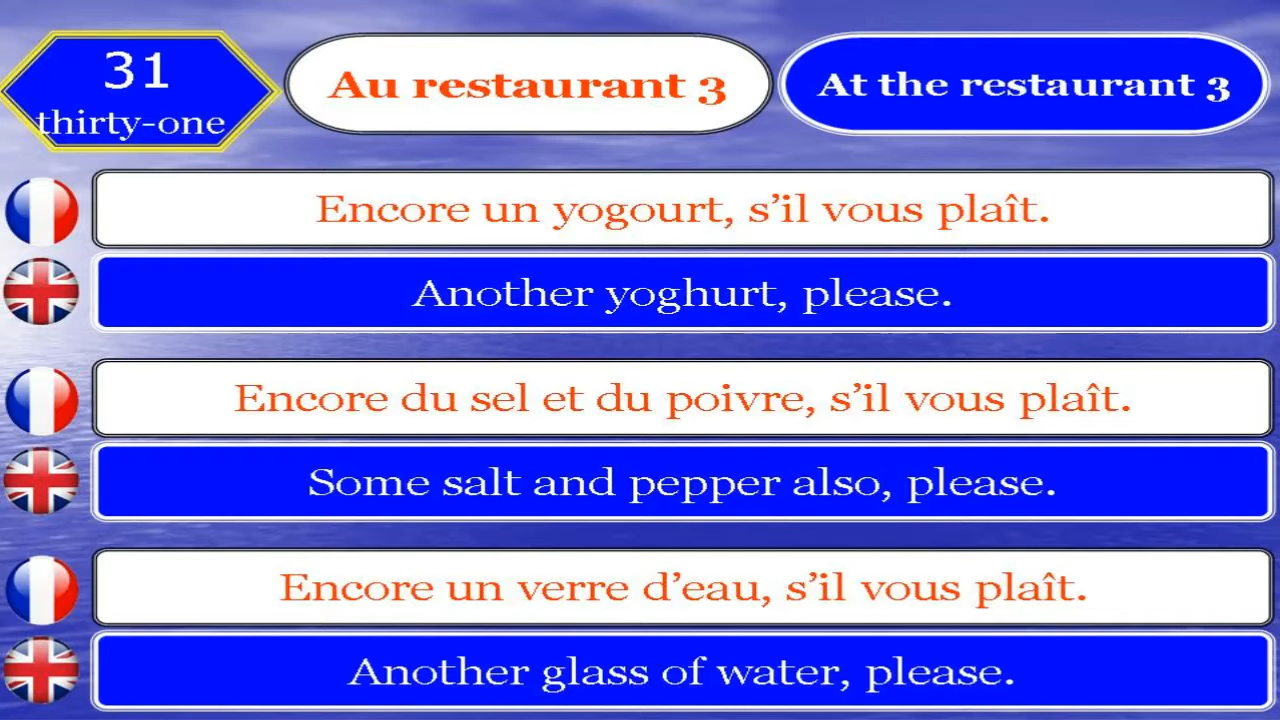 31
thirty-one
Au restaurant 3
At the restaurant 3
Encore un yogourt, s’il vous plaît.
Another yoghurt, please.
Encore du sel et du poivre, s’il vous plaît.
Some salt and pepper also, please.
Encore un verre d’eau, s’il vous plaît.
Another glass of water, please.